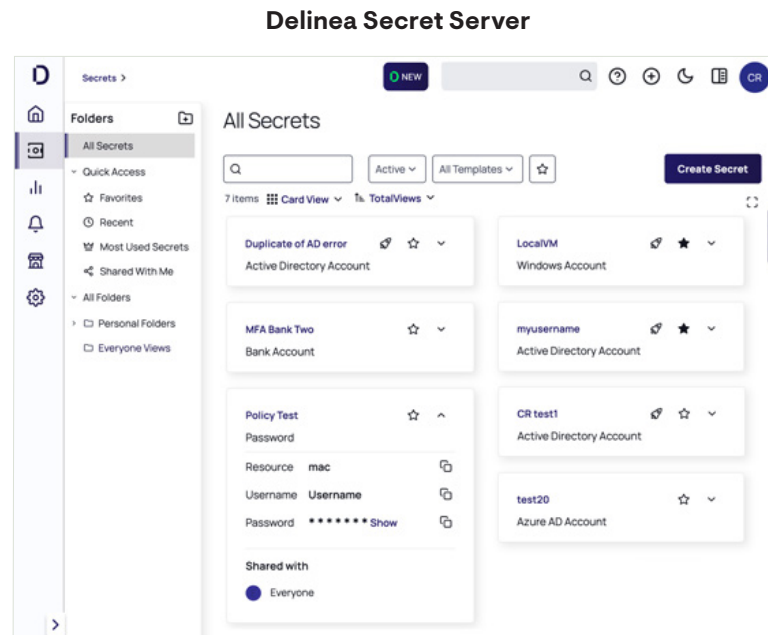 Delinea Secret Server
D
Secrets >
D NEW
CR
Folders
All Secrets
Quick Access
Favorites
Recent
Most Used Secrets
Shared With Me
All Folders
Personal Folders
Everyone Views
All Secrets
Active
All Templates
Create Secret
7 items
Card View
TotalViews
Duplicate of AD error
Active Directory Account
LocalVM
Windows Account
MFA Bank Two
Bank Account
myusername
Active Directory Account
Policy Test
Password
Resource mac
Username Username
Password ******* Show
Shared with
Everyone
CR test1
Active Directory Account
test20
Azure AD Account